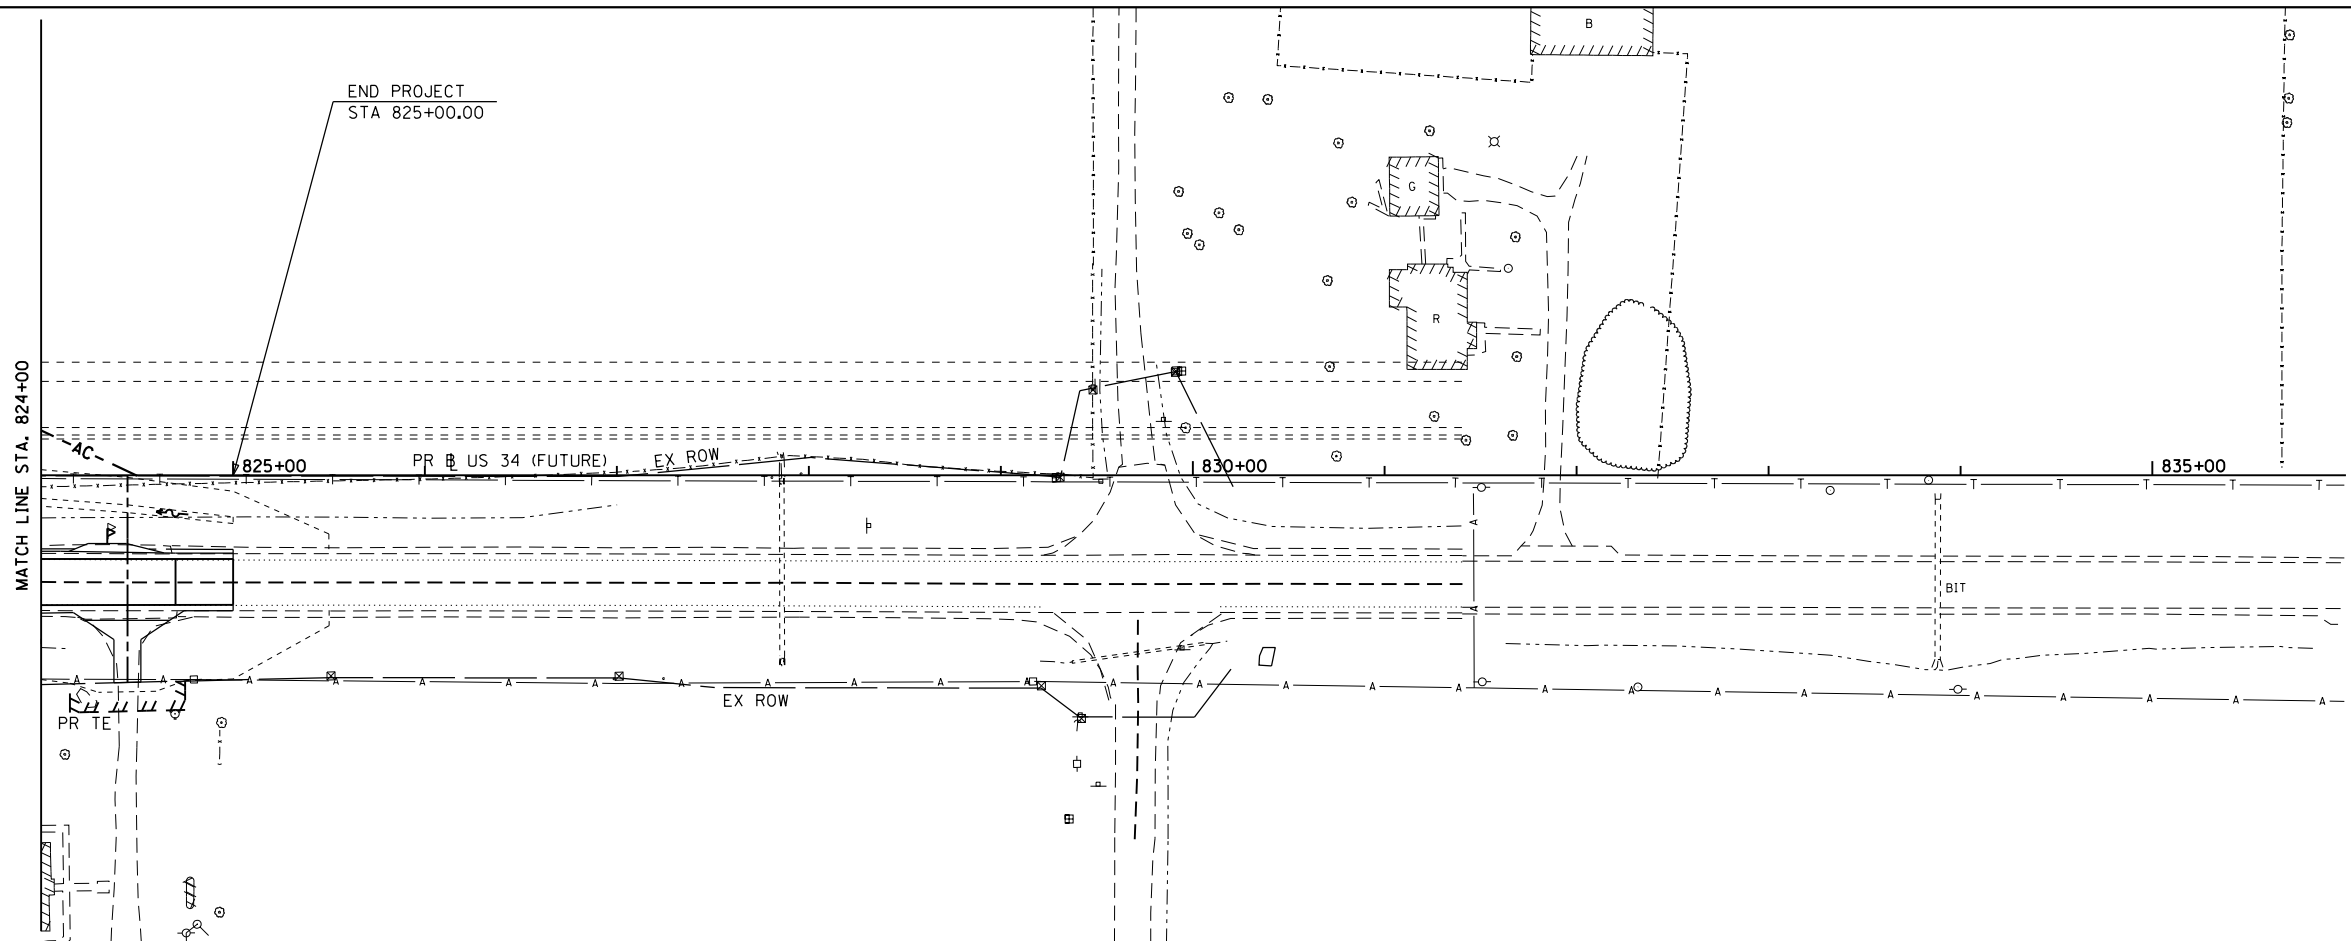 B
END PROJECT
STA 825+00.00
G
R
MATCH LINE STA. 824+00
AC
825+00
PR BL US 34 (FUTURE)
EX ROW
830+00
835+00
T T T T T T T T T T T T T T T T T T T T T T T T T T T
A
A
BIT
A A A A A A A A A A A A A A A A A A A A A A A A A A A
PR TE
EX ROW